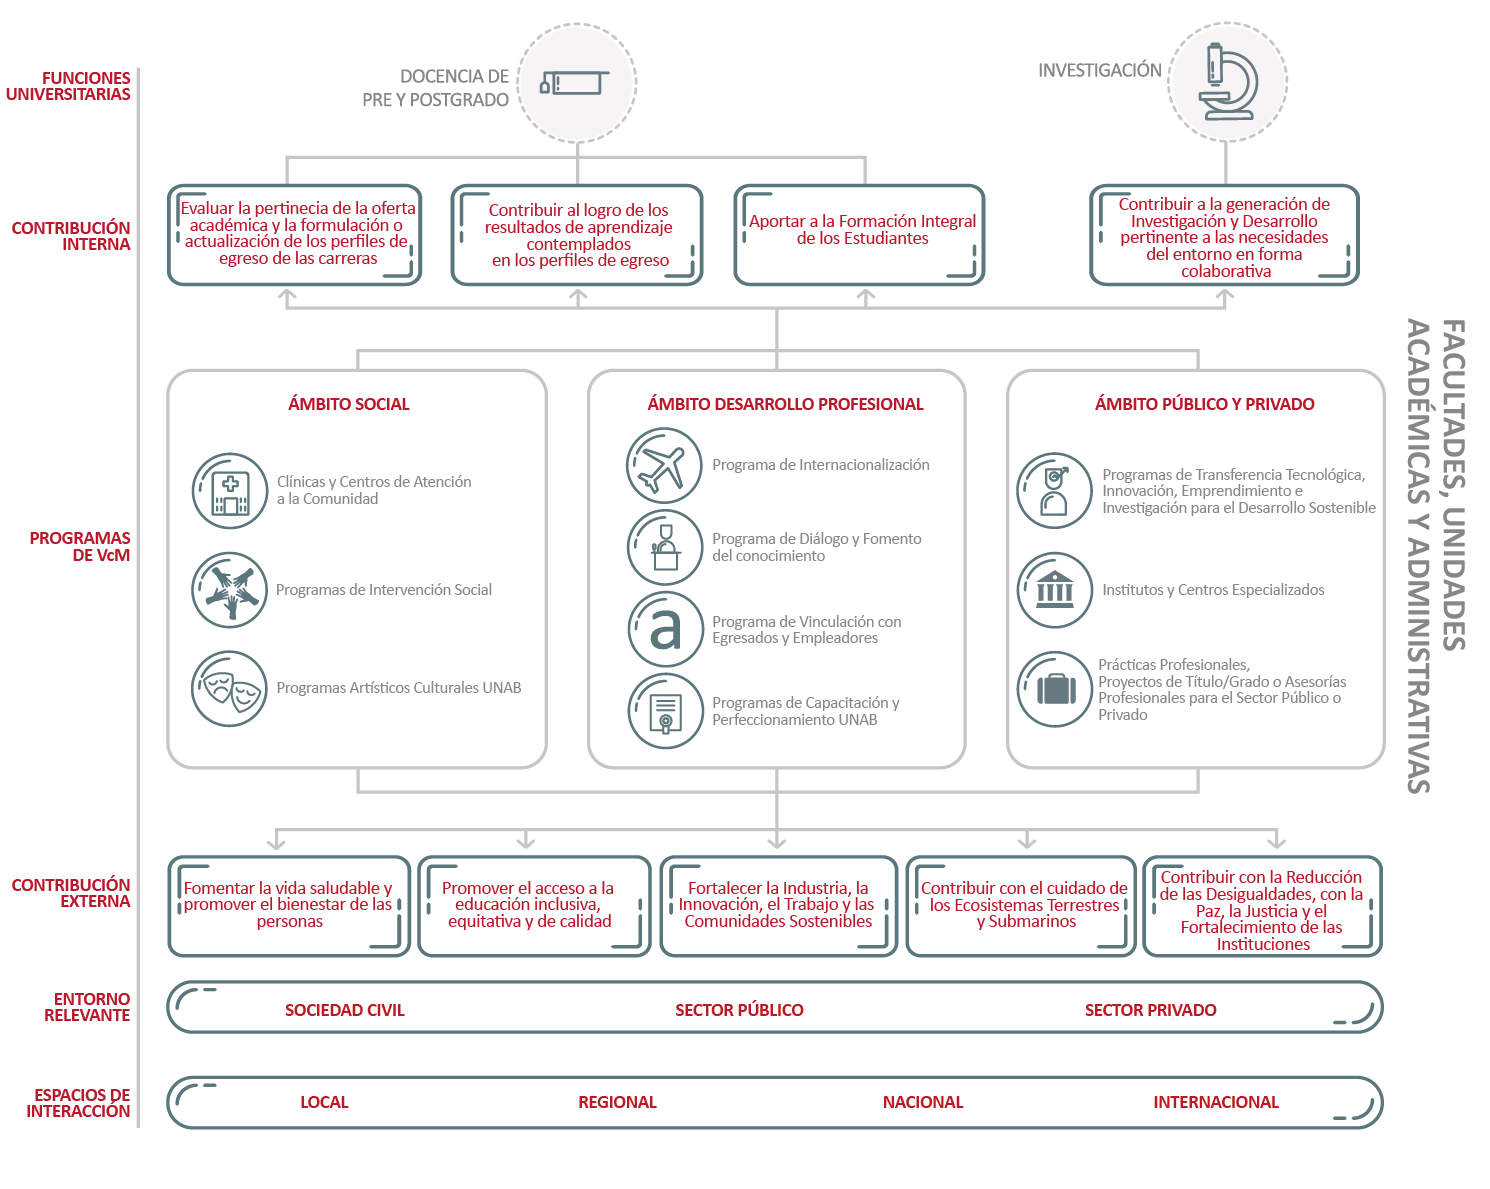 FUNCIONES
UNIVERSITARIAS
DOCENCIA DE
PRE Y POSTGRADO
INVESTIGACIÓN
CONTRIBUCIÓN
INTERNA
Evaluar la pertinecia de la oferta
académica y la formulación o
actualización de los perfiles de
egreso de las carreras
Contribuir al logro de los
resultados de aprendizaje
contemplados
en los perfiles de egreso
Aportar a la Formación Integral
de los Estudiantes
Contribuir a la generación de
Investigación y Desarrollo
pertinente a las necesidades
del entorno en forma
colaborativa
PROGRAMAS
DE VcM
ÁMBITO SOCIAL
Clínicas y Centros de Atención
a la Comunidad
Programas de Intervención Social
Programas Artísticos Culturales UNAB
ÁMBITO DESARROLLO PROFESIONAL
Programa de Internacionalización
Programa de Diálogo y Fomento
del conocimiento
a
Programa de Vinculación con
Egresados y Empleadores
Programas de Capacitación y
Perfeccionamiento UNAB
ÁMBITO PÚBLICO Y PRIVADO
Programas de Transferencia Tecnológica,
Innovación, Emprendimiento e
Investigación para el Desarrollo Sostenible
Institutos y Centros Especializados
Prácticas Profesionales,
Proyectos de Título/Grado o Asesorías
Profesionales para el Sector Público o
Privado
FACULTADES, UNIDADES
ACADÉMICAS Y ADMINISTRATIVAS
CONTRIBUCIÓN
EXTERNA
Fomentar la vida saludable y
promover el bienestar de las
personas
Promover el acceso a la
educación inclusiva,
equitativa y de calidad
Fortalecer la Industria, la
Innovación, el Trabajo y las
Comunidades Sostenibles
Contribuir con el cuidado de
los Ecosistemas Terrestres
y Submarinos
Contribuir con la Reducción
de las Desigualdades, con la
Paz, la Justicia y el
Fortalecimiento de las
Instituciones
ENTORNO
RELEVANTE
SOCIEDAD CIVIL
SECTOR PÚBLICO
SECTOR PRIVADO
ESPACIOS DE
INTERACCIÓN
LOCAL
REGIONAL
NACIONAL
INTERNACIONAL